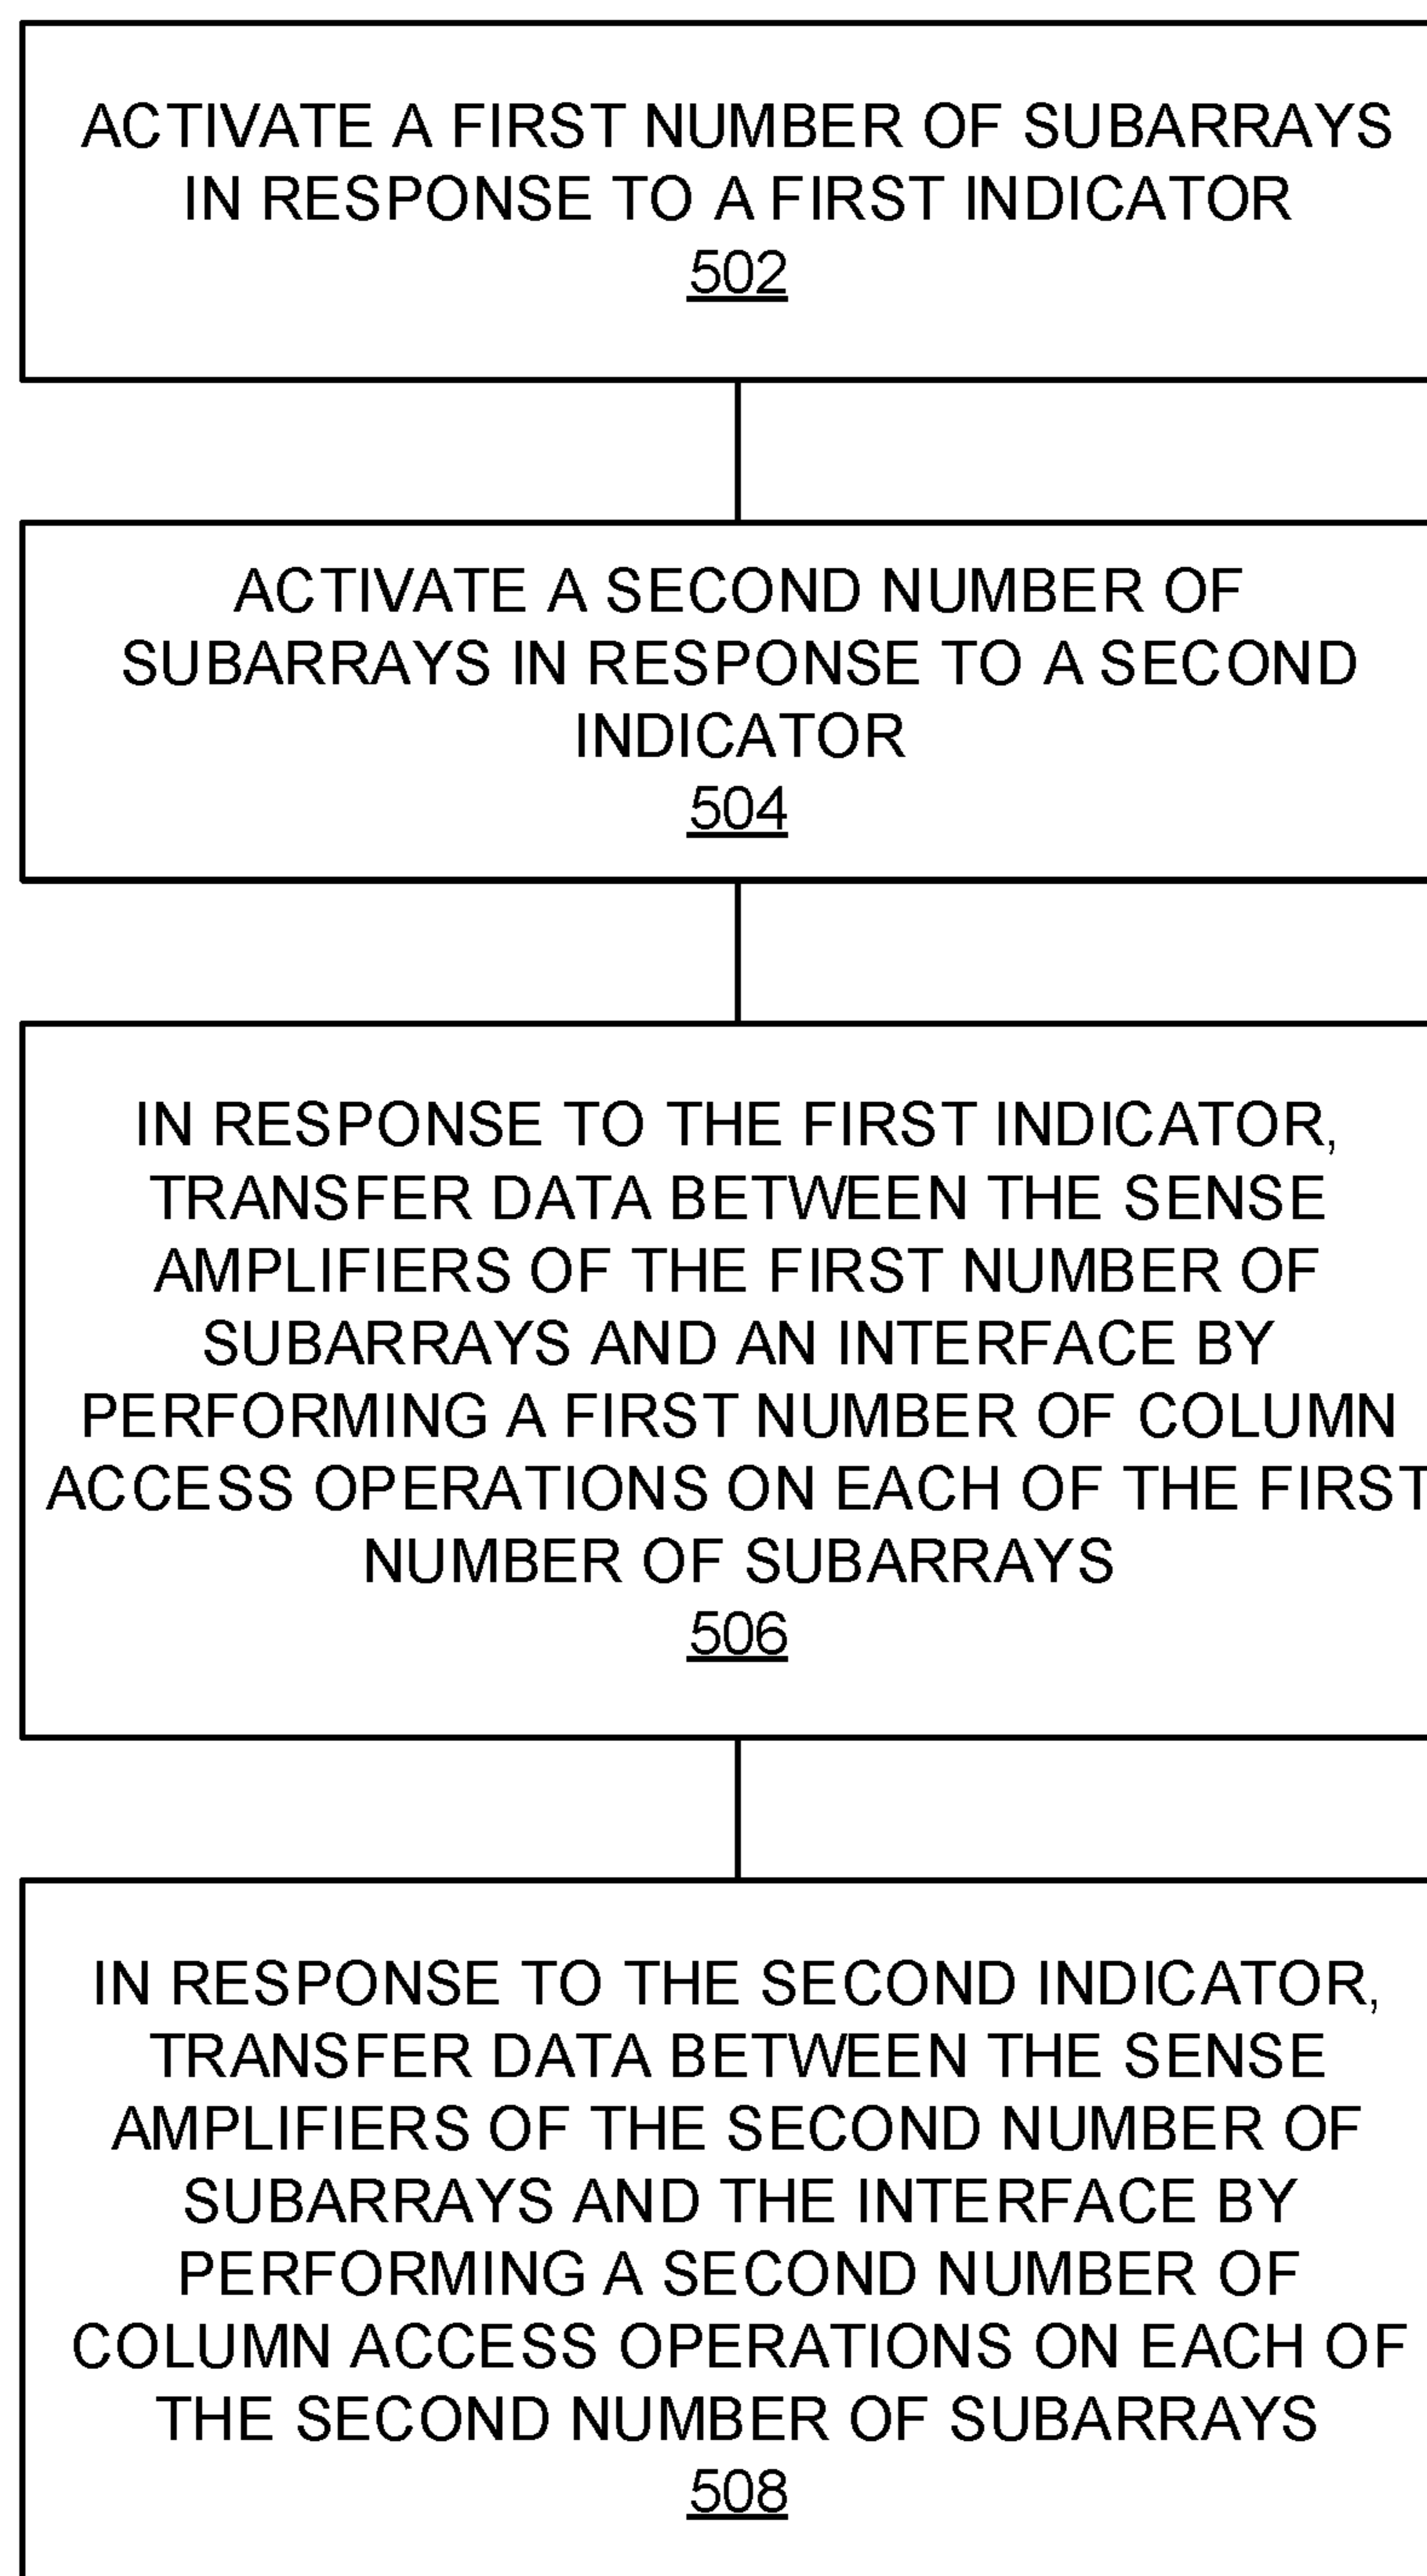 ACTIVATE A FIRST NUMBER OF SUBARRAYS
IN RESPONSE TO A FIRST INDICATOR
502
ACTIVATE A SECOND NUMBER OF
SUBARRAYS IN RESPONSE TO A SECOND
INDICATOR
504
IN RESPONSE TO THE FIRST INDICATOR,
TRANSFER DATA BETWEEN THE SENSE
AMPLIFIERS OF THE FIRST NUMBER OF
SUBARRAYS AND AN INTERFACE BY
PERFORMING A FIRST NUMBER OF COLUMN
ACCESS OPERATIONS ON EACH OF THE FIRST
NUMBER OF SUBARRAYS
506
IN RESPONSE TO THE SECOND INDICATOR,
TRANSFER DATA BETWEEN THE SENSE
AMPLIFIERS OF THE SECOND NUMBER OF
SUBARRAYS AND THE INTERFACE BY
PERFORMING A SECOND NUMBER OF
COLUMN ACCESS OPERATIONS ON EACH OF
THE SECOND NUMBER OF SUBARRAYS
508